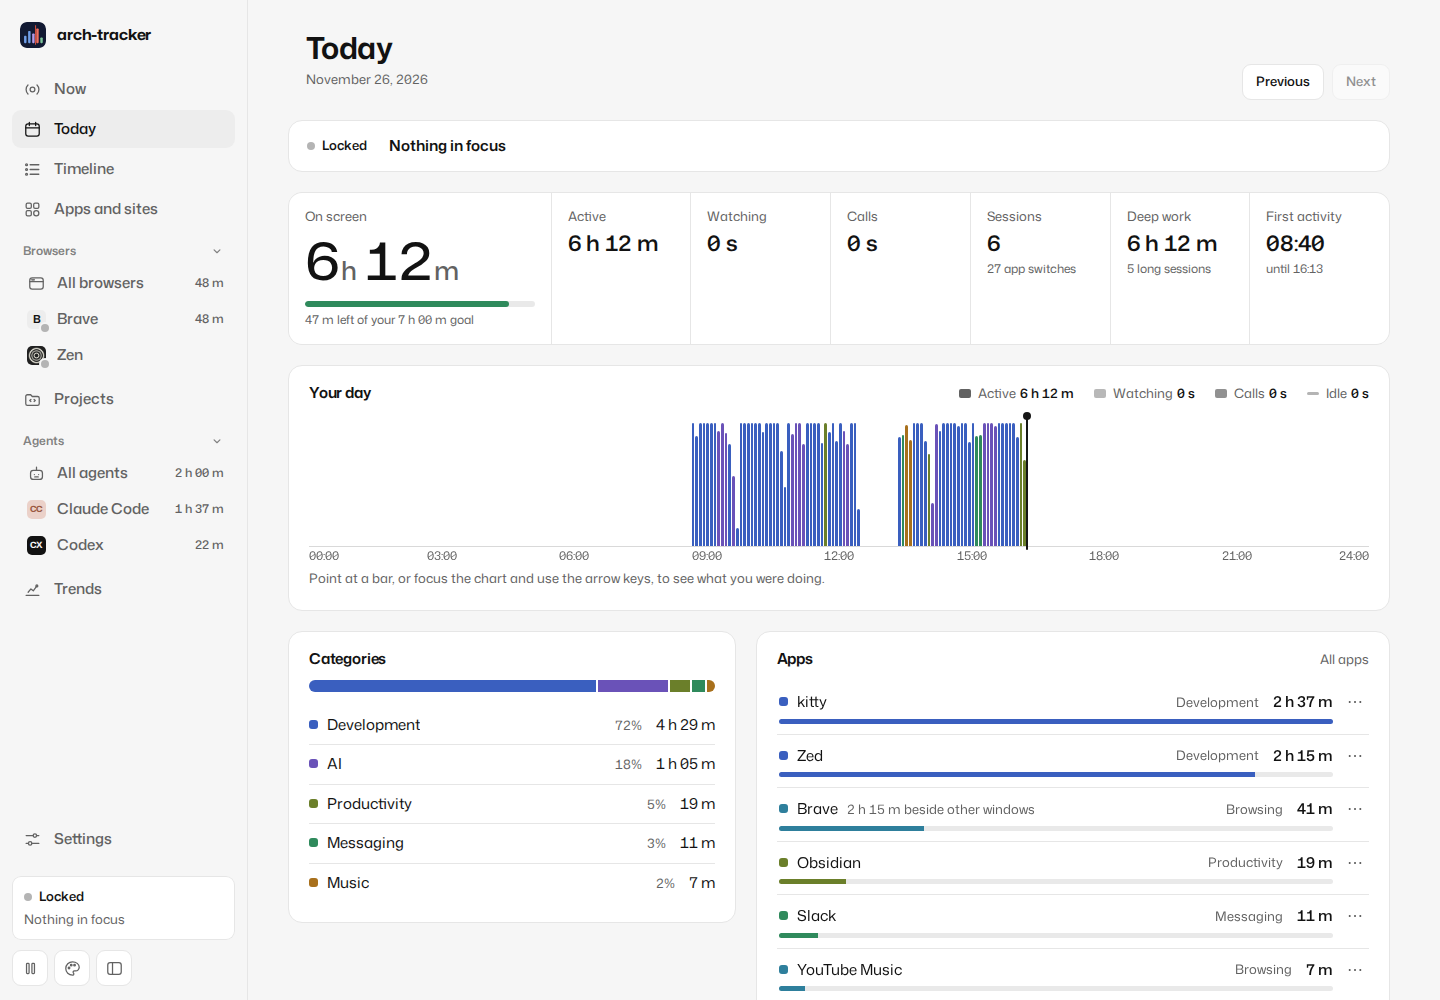 arch-tracker
Now
Today
Timeline
Apps and sites
Browsers
All browsers 48 m
B Brave 48 m
Zen
Projects
Agents
All agents 2 h 00 m
CC Claude Code 1 h 37 m
CX Codex 22 m
Trends
Settings
Locked
Nothing in focus
Today
November 26, 2026
Previous Next
Locked Nothing in focus
On screen
6h 12m
47 m left of your 7 h 00 m goal
Active
6 h 12 m
Watching
0 s
Calls
0 s
Sessions
6
27 app switches
Deep work
6 h 12 m
5 long sessions
First activity
08:40
until 16:13
Your day
Active 6 h 12 m Watching 0 s Calls 0 s Idle 0 s
00:00 03:00 06:00 09:00 12:00 15:00 18:00 21:00 24:00
Point at a bar, or focus the chart and use the arrow keys, to see what you were doing.
Categories
Development 72% 4 h 29 m
AI 18% 1 h 05 m
Productivity 5% 19 m
Messaging 3% 11 m
Music 2% 7 m
Apps All apps
kitty Development 2 h 37 m ···
Zed Development 2 h 15 m ···
Brave 2 h 15 m beside other windows Browsing 41 m ···
Obsidian Productivity 19 m ···
Slack Messaging 11 m ···
YouTube Music Browsing 7 m ···